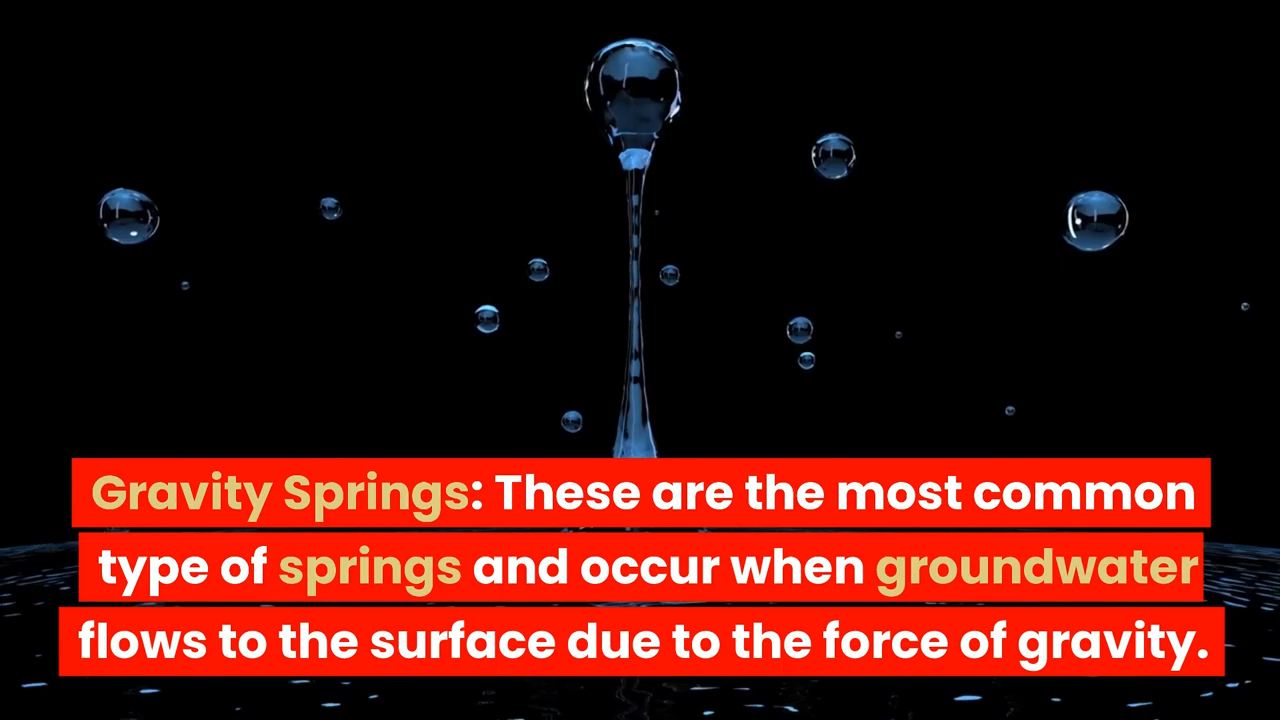 Gravity Springs: These are the most common
type of springs and occur when groundwater
flows to the surface due to the force of gravity.